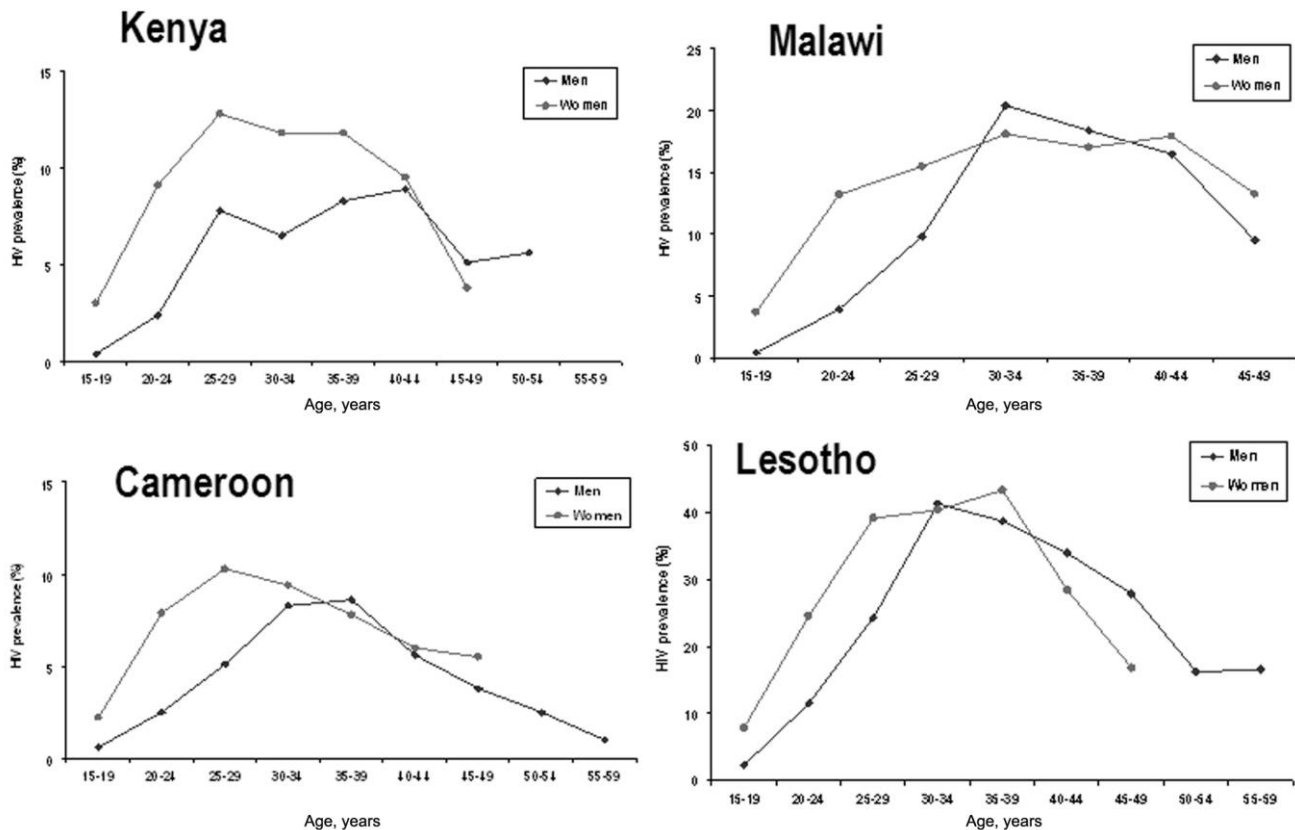 Kenya
15
10
5
0
HIV prevalence (%)
Men
Women
15-19 20-24 25-29 30-34 35-39 40-44 45-49 50-54 55-59
Age, years
Malawi
25
20
15
10
5
0
HIV prevalence (%)
Men
Women
15-19 20-24 25-29 30-34 35-39 40-44 45-49
Age, years
Cameroon
15
10
5
0
HIV prevalence (%)
Men
Women
15-19 20-24 25-29 30-34 35-39 40-44 45-49 50-54 55-59
Age, years
Lesotho
50
40
30
20
10
0
HIV prevalence (%)
Men
Women
15-19 20-24 25-29 30-34 35-39 40-44 45-49 50-54 55-59
Age, years